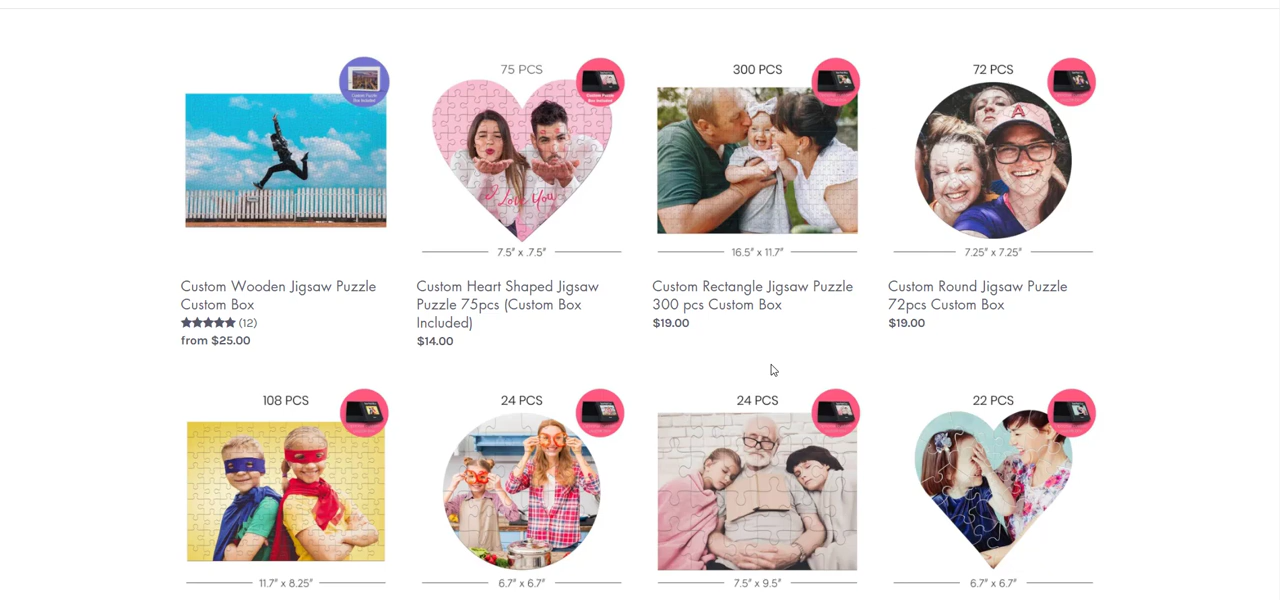 75 PCS
300 PCS
72 PCS
I Love You
7.5" x .7.5"
16.5" x 11.7"
7.25" x 7.25"
Custom Wooden Jigsaw Puzzle
Custom Box
★★★★★ (12)
from $25.00
Custom Heart Shaped Jigsaw
Puzzle 75pcs (Custom Box
Included)
$14.00
Custom Rectangle Jigsaw Puzzle
300 pcs Custom Box
$19.00
Custom Round Jigsaw Puzzle
72pcs Custom Box
$19.00
108 PCS
24 PCS
24 PCS
22 PCS
11.7" x 8.25"
6.7" x 6.7"
7.5" x 9.5"
6.7" x 6.7"